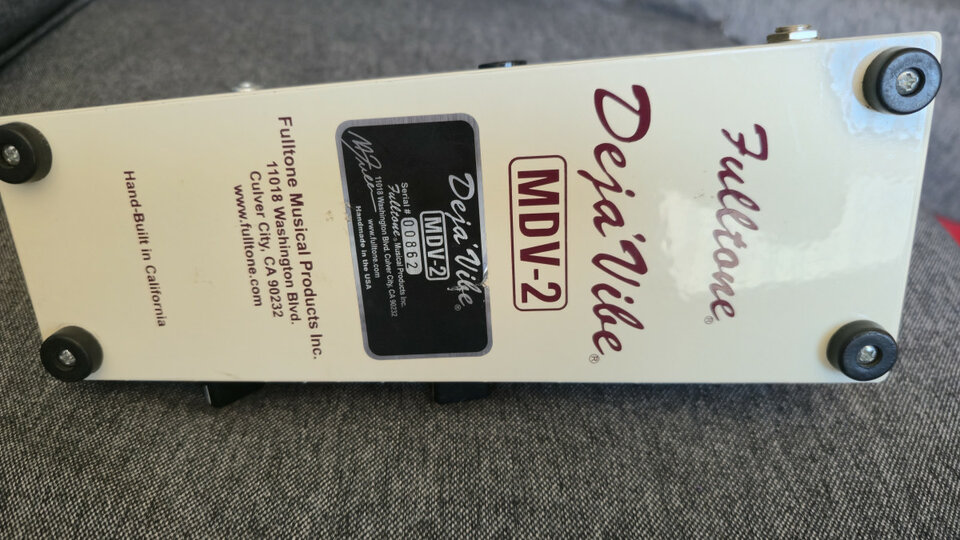 Fulltone®
Deja'Vibe®
MDV-2
Deja'Vibe®
MDV-2
Serial # 00862
Fulltone® Musical Products Inc.
11018 Washington Blvd. Culver City, CA 90232
www.fulltone.com
Handmade in the USA
Fulltone Musical Products Inc.
11018 Washington Blvd.
Culver City, CA 90232
www.fulltone.com
Hand-Built in California